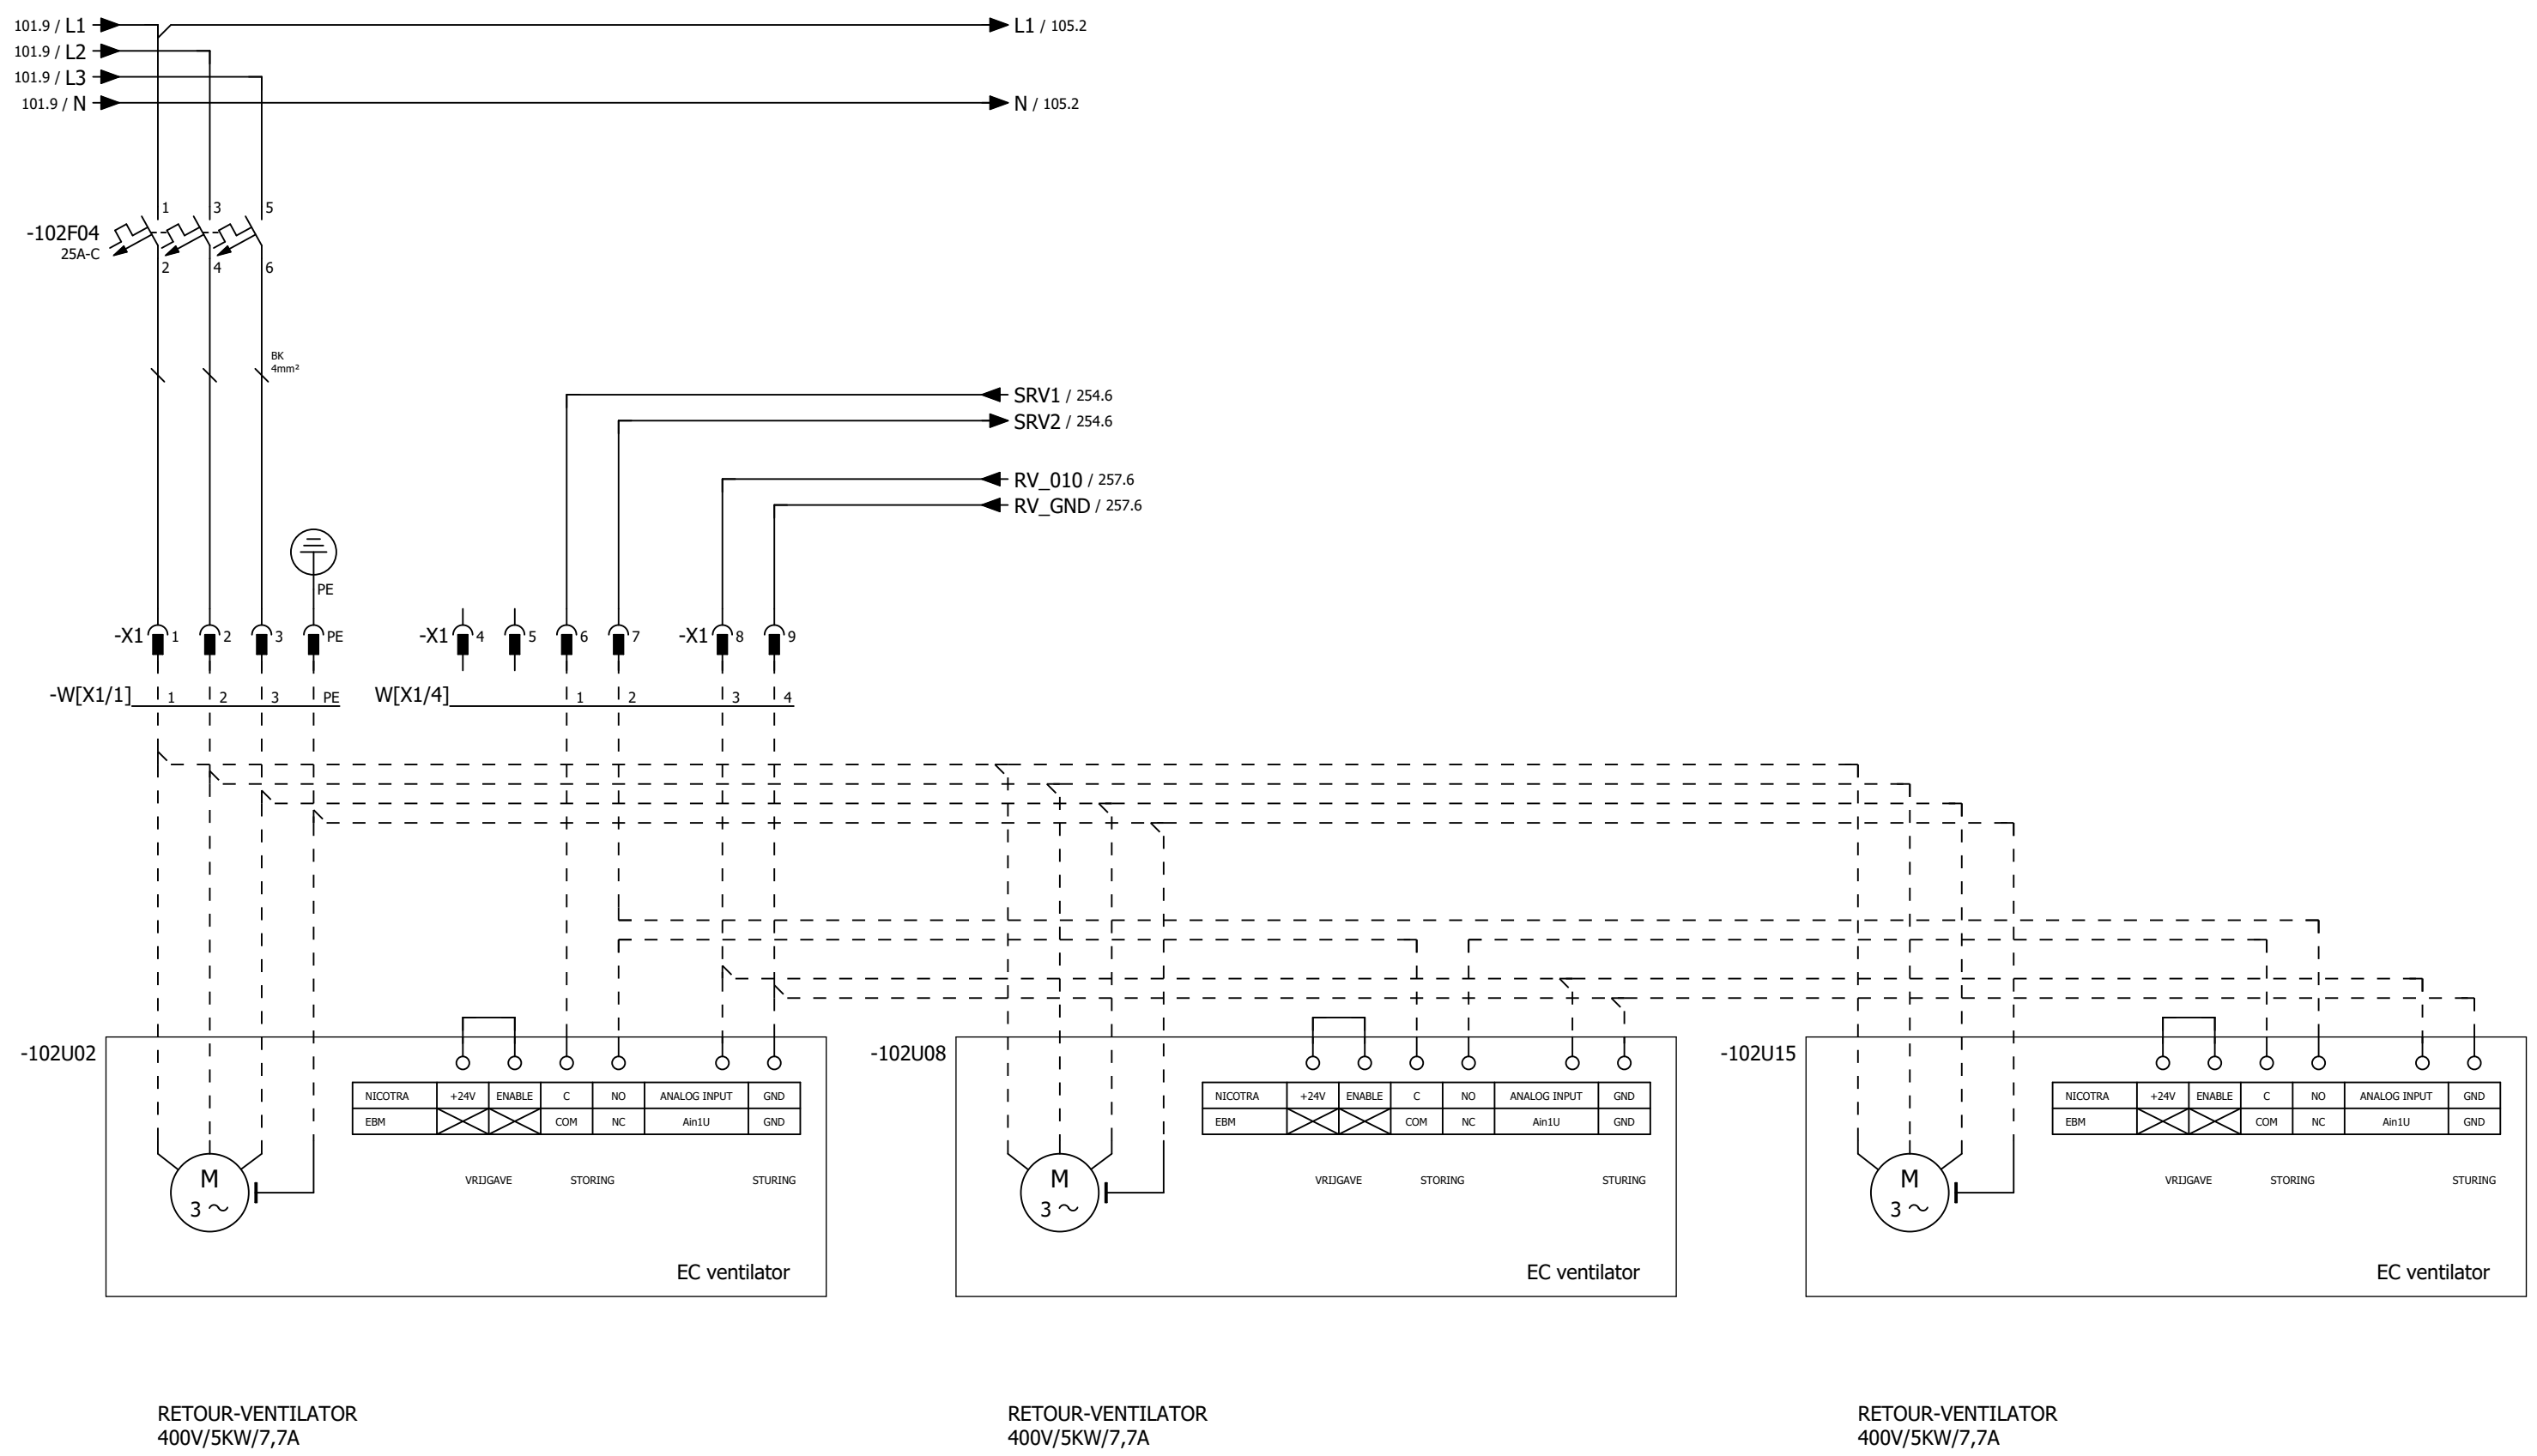 101.9 / L1
L1 / 105.2
101.9 / L2
101.9 / L3
101.9 / N
N / 105.2
1 3 5
-102F04
25A-C
2 4 6
BK
4mm²
SRV1 / 254.6
SRV2 / 254.6
RV_010 / 257.6
RV_GND / 257.6
PE
-X1 1 2 3 PE
-X1 4 5 6 7
-X1 8 9
-W[X1/1] 1 2 3 PE
W[X1/4] 1 2 3 4
-102U02
NICOTRA +24V ENABLE C NO ANALOG INPUT GND
EBM COM NC Ain1U GND
M
3 ~
VRIJGAVE STORING STURING
EC ventilator
-102U08
NICOTRA +24V ENABLE C NO ANALOG INPUT GND
EBM COM NC Ain1U GND
M
3 ~
VRIJGAVE STORING STURING
EC ventilator
-102U15
NICOTRA +24V ENABLE C NO ANALOG INPUT GND
EBM COM NC Ain1U GND
M
3 ~
VRIJGAVE STORING STURING
EC ventilator
RETOUR-VENTILATOR
400V/5KW/7,7A
RETOUR-VENTILATOR
400V/5KW/7,7A
RETOUR-VENTILATOR
400V/5KW/7,7A